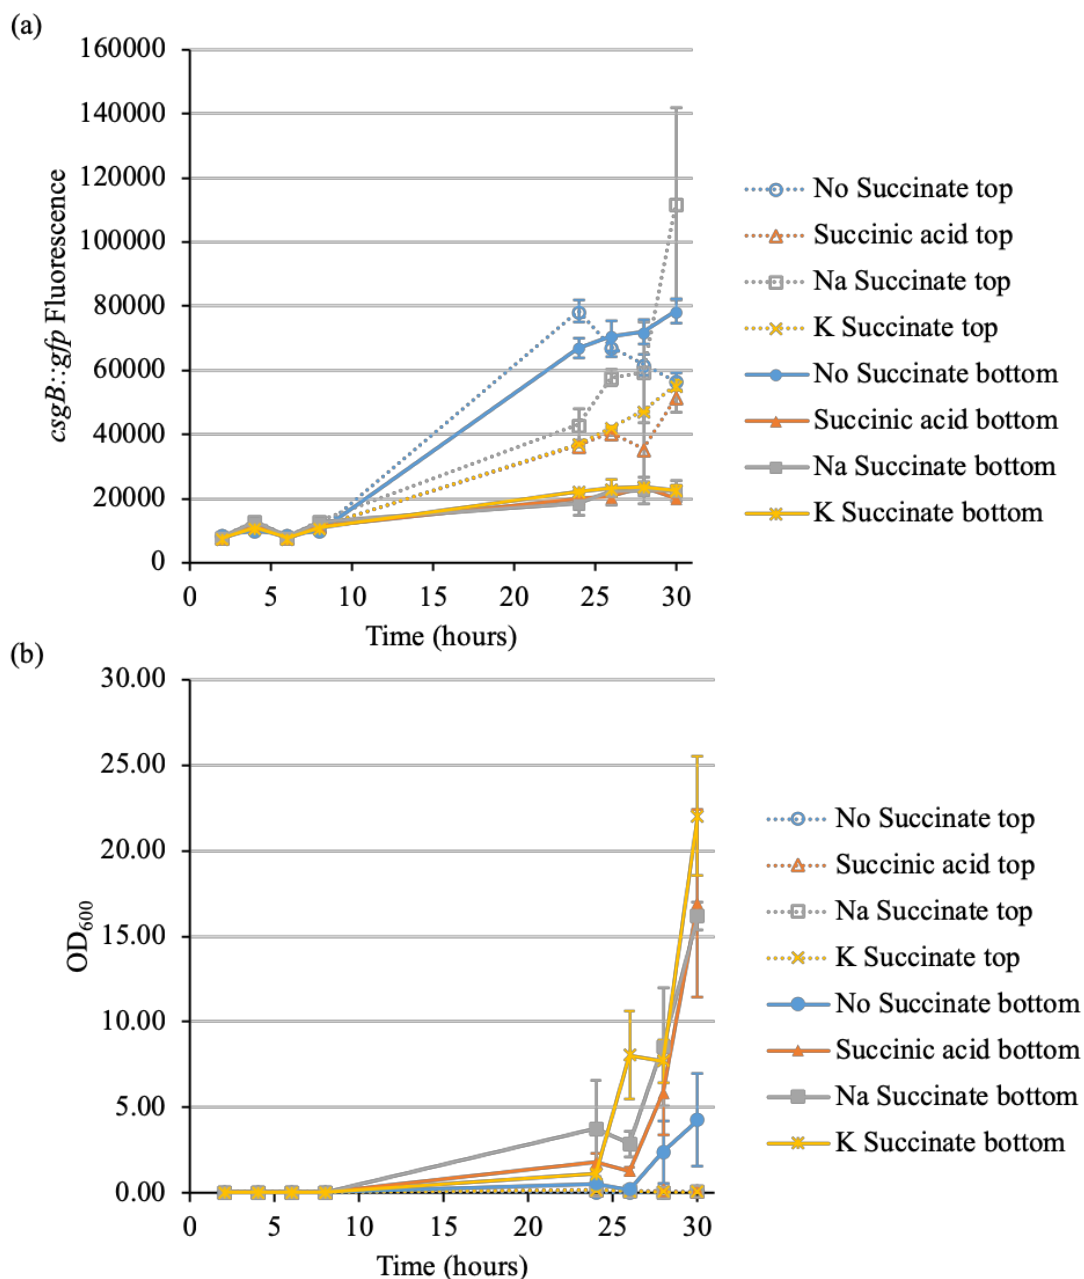 (a)
160000
140000
120000
100000
80000
60000
40000
20000
0
csgB::gfp Fluorescence
0 5 10 15 20 25 30
Time (hours)
No Succinate top
Succinic acid top
Na Succinate top
K Succinate top
No Succinate bottom
Succinic acid bottom
Na Succinate bottom
K Succinate bottom
(b)
30.00
25.00
20.00
15.00
10.00
5.00
0.00
OD600
0 5 10 15 20 25 30
Time (hours)
No Succinate top
Succinic acid top
Na Succinate top
K Succinate top
No Succinate bottom
Succinic acid bottom
Na Succinate bottom
K Succinate bottom